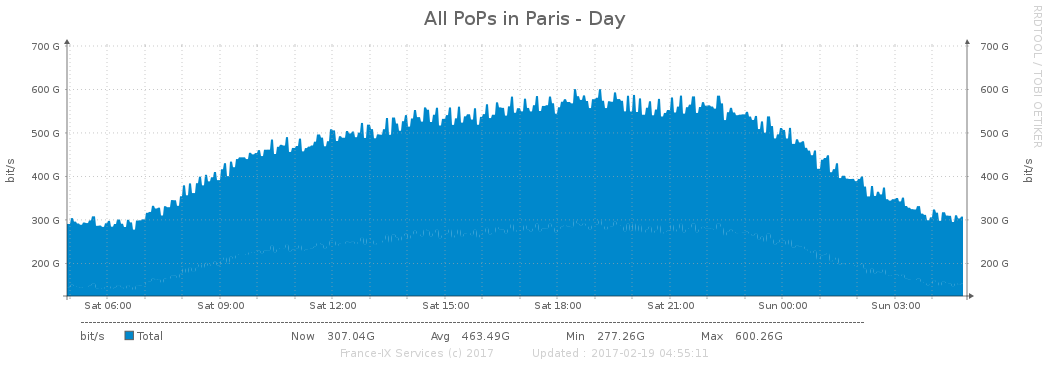 All PoPs in Paris - Day
RRDTOOL / TOBI OETIKER
700 G 700 G
600 G 600 G
500 G 500 G
400 G 400 G
300 G 300 G
200 G 200 G
bit/s bit/s
Sat 06:00 Sat 09:00 Sat 12:00 Sat 15:00 Sat 18:00 Sat 21:00 Sun 00:00 Sun 03:00
bit/s Total Now 307.04G Avg 463.49G Min 277.26G Max 600.26G
France-IX Services (c) 2017 Updated : 2017-02-19 04:55:11